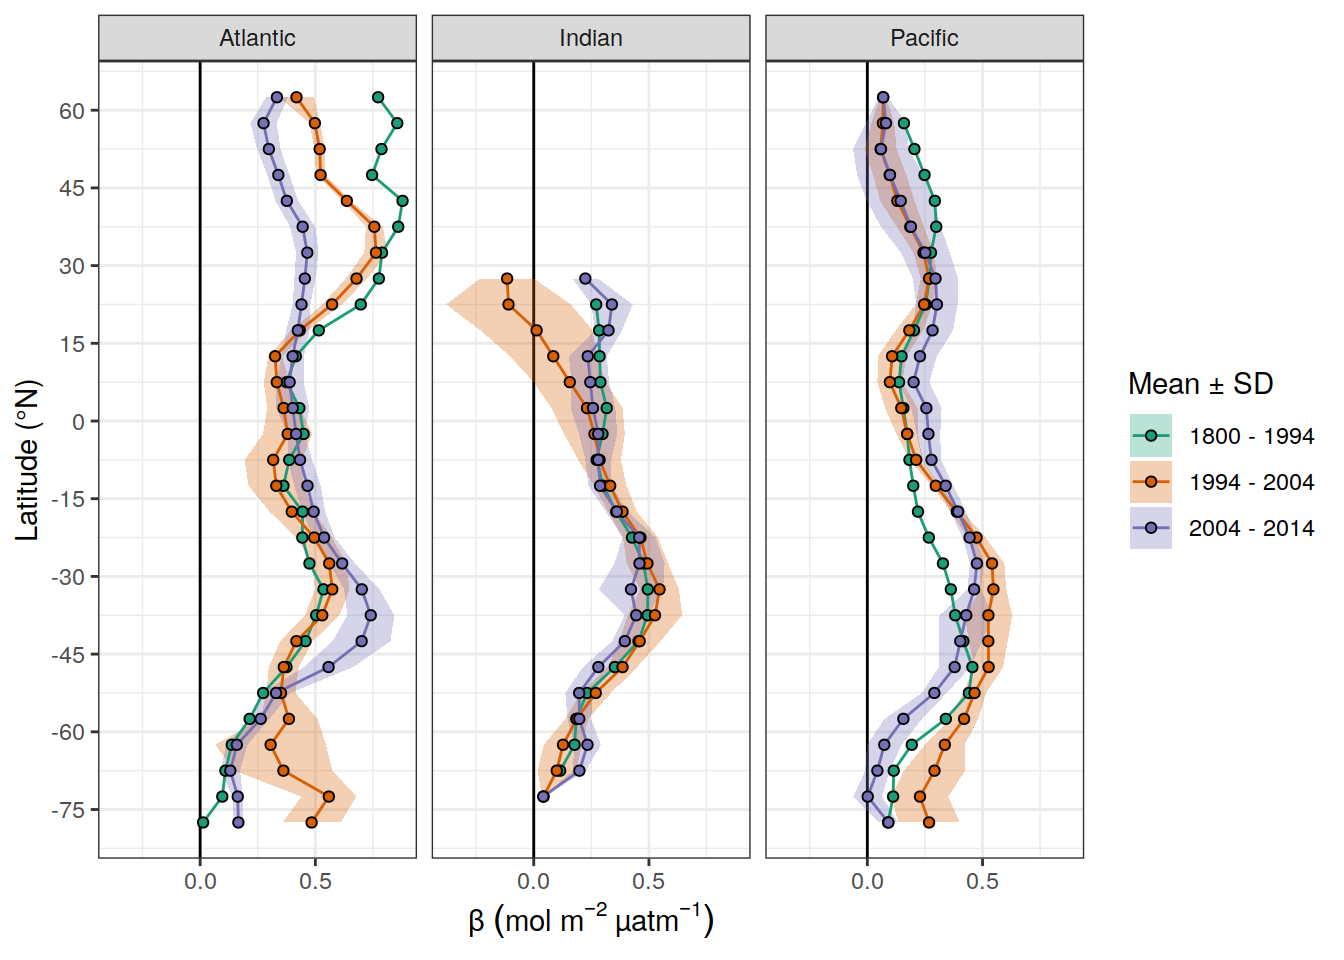 Atlantic Indian Pacific
60
45
30
15
0
-15
-30
-45
-60
-75
Latitude (°N)
0.0 0.5 0.0 0.5 0.0 0.5
β (mol m⁻² μatm⁻¹)
Mean ± SD
1800 - 1994
1994 - 2004
2004 - 2014